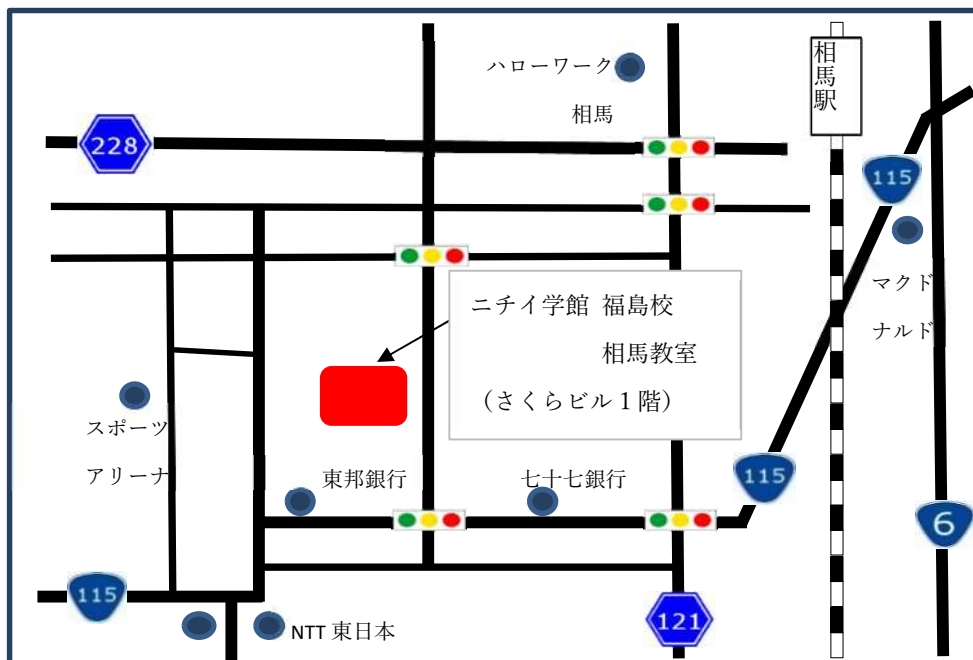 ハローワーク
相馬
相馬駅
228
115
マクド
ナルド
ニチイ学館 福島校
相馬教室
（さくらビル１階）
スポーツ
アリーナ
東邦銀行
七十七銀行
115
6
115
NTT 東日本
121